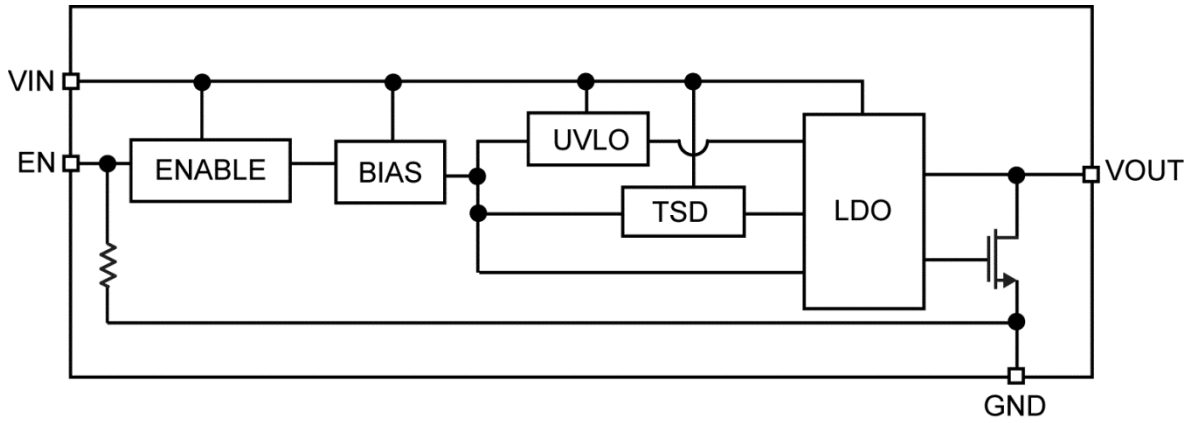 VIN
EN
ENABLE
BIAS
UVLO
TSD
LDO
VOUT
GND